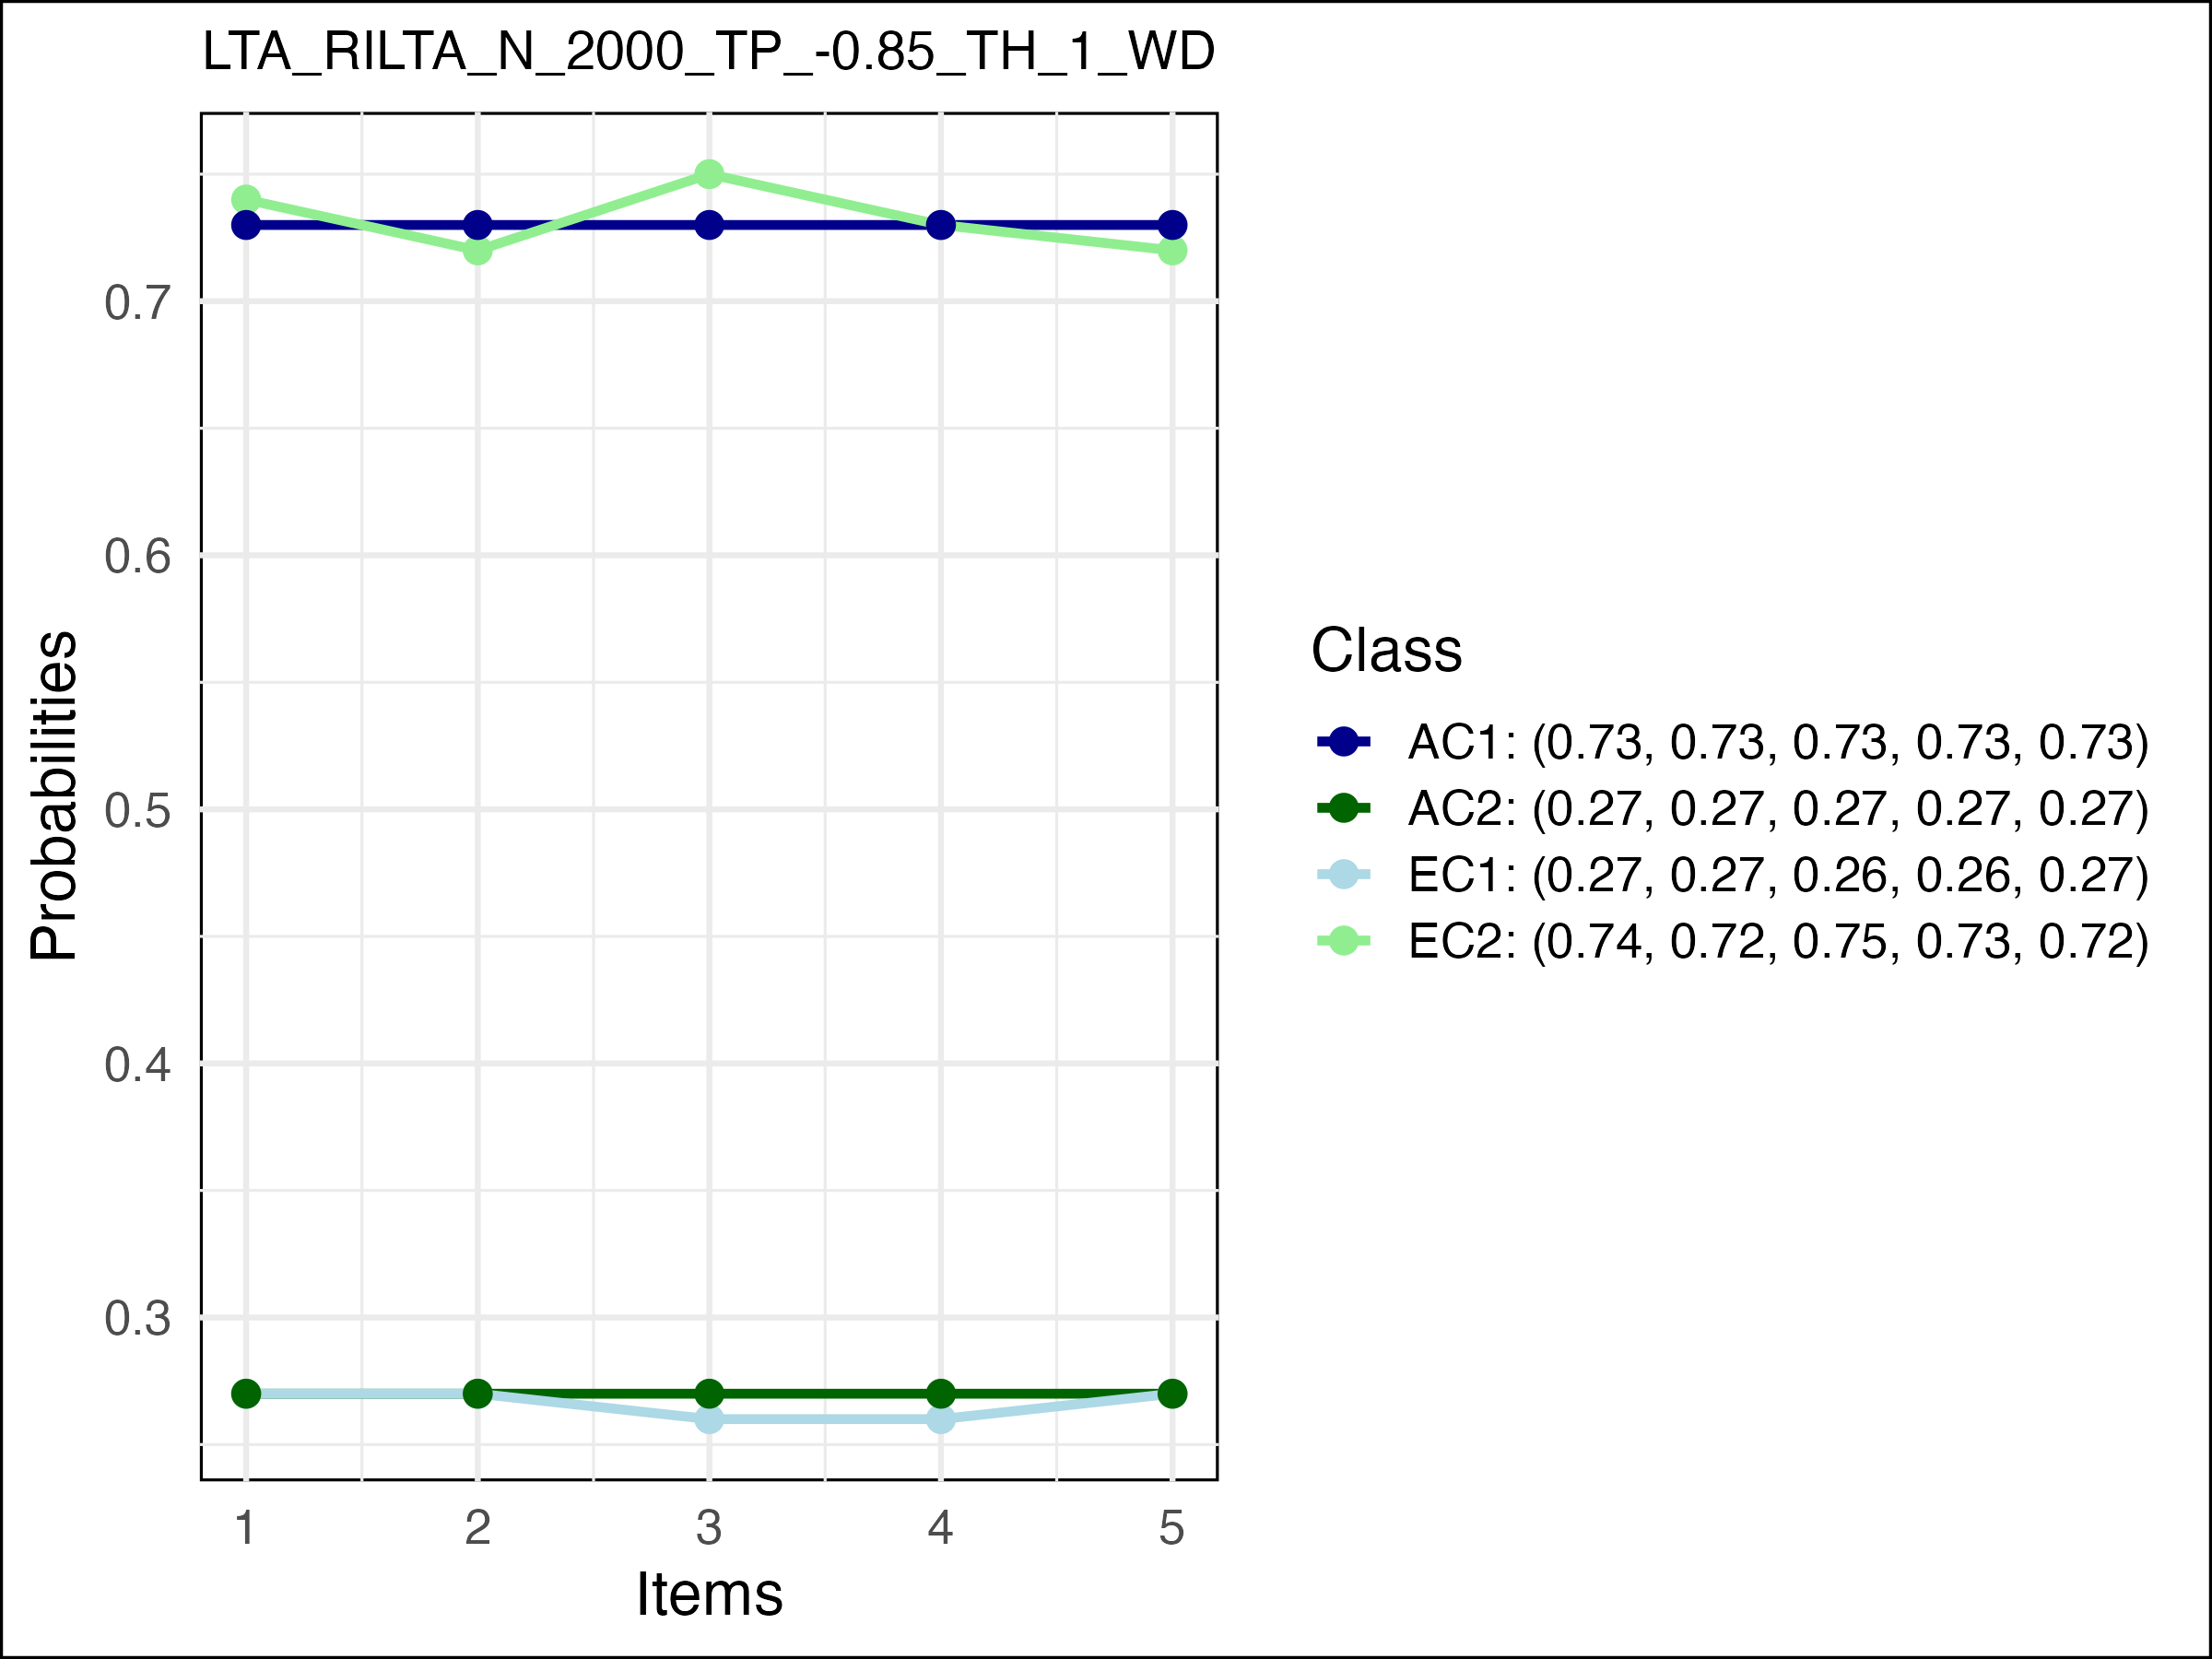 LTA_RILTA_N_2000_TP_-0.85_TH_1_WD
Probabilities
0.7
0.6
0.5
0.4
0.3
1 2 3 4 5
Items
Class
AC1: (0.73, 0.73, 0.73, 0.73, 0.73)
AC2: (0.27, 0.27, 0.27, 0.27, 0.27)
EC1: (0.27, 0.27, 0.26, 0.26, 0.27)
EC2: (0.74, 0.72, 0.75, 0.73, 0.72)